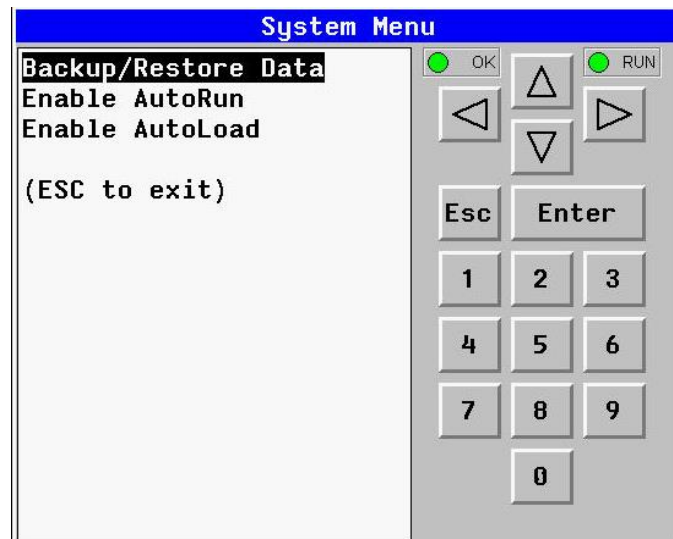 System Menu
Backup/Restore Data
Enable AutoRun
Enable AutoLoad
(ESC to exit)
OK
RUN
Esc
Enter
1
2
3
4
5
6
7
8
9
0